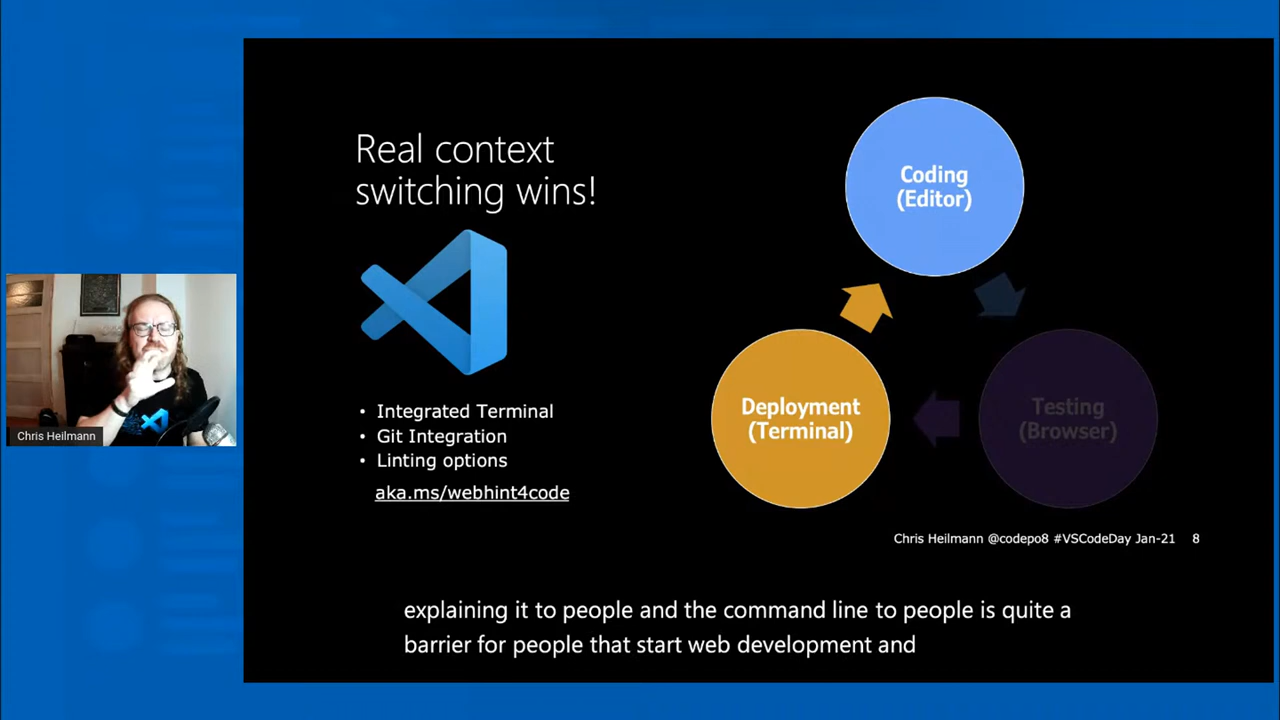 Real context
switching wins!
• Integrated Terminal
• Git Integration
• Linting options
aka.ms/webhint4code
Coding
(Editor)
Testing
(Browser)
Deployment
(Terminal)
Chris Heilmann
Chris Heilmann @codepo8 #VSCodeDay Jan-21 8
explaining it to people and the command line to people is quite a
barrier for people that start web development and